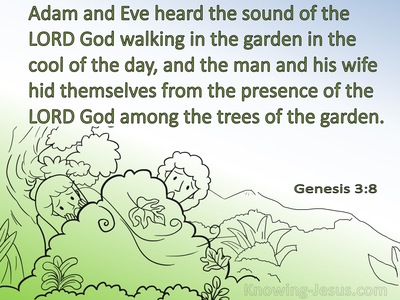 Adam and Eve heard the sound of the
LORD God walking in the garden in the
cool of the day, and the man and his wife
hid themselves from the presence of the
LORD God among the trees of the garden.
Genesis 3:8
Knowing-Jesus.com